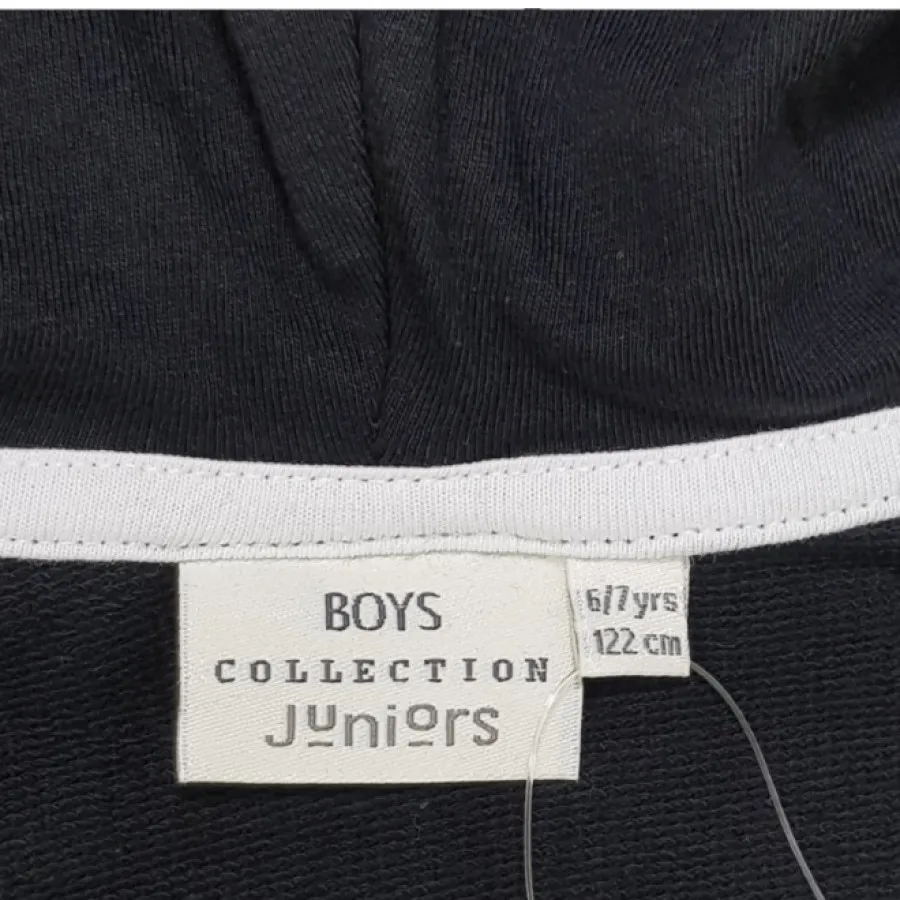 BOYS
COLLECTION
Juniors
6/7yrs
122 cm